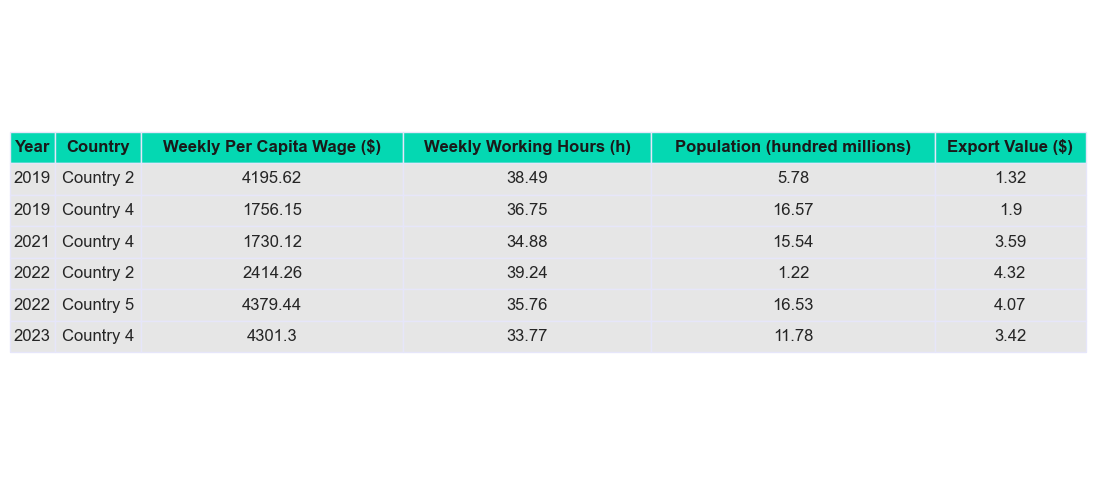 Year Country Weekly Per Capita Wage ($) Weekly Working Hours (h) Population (hundred millions) Export Value ($)
2019 Country 2 4195.62 38.49 5.78 1.32
2019 Country 4 1756.15 36.75 16.57 1.9
2021 Country 4 1730.12 34.88 15.54 3.59
2022 Country 2 2414.26 39.24 1.22 4.32
2022 Country 5 4379.44 35.76 16.53 4.07
2023 Country 4 4301.3 33.77 11.78 3.42